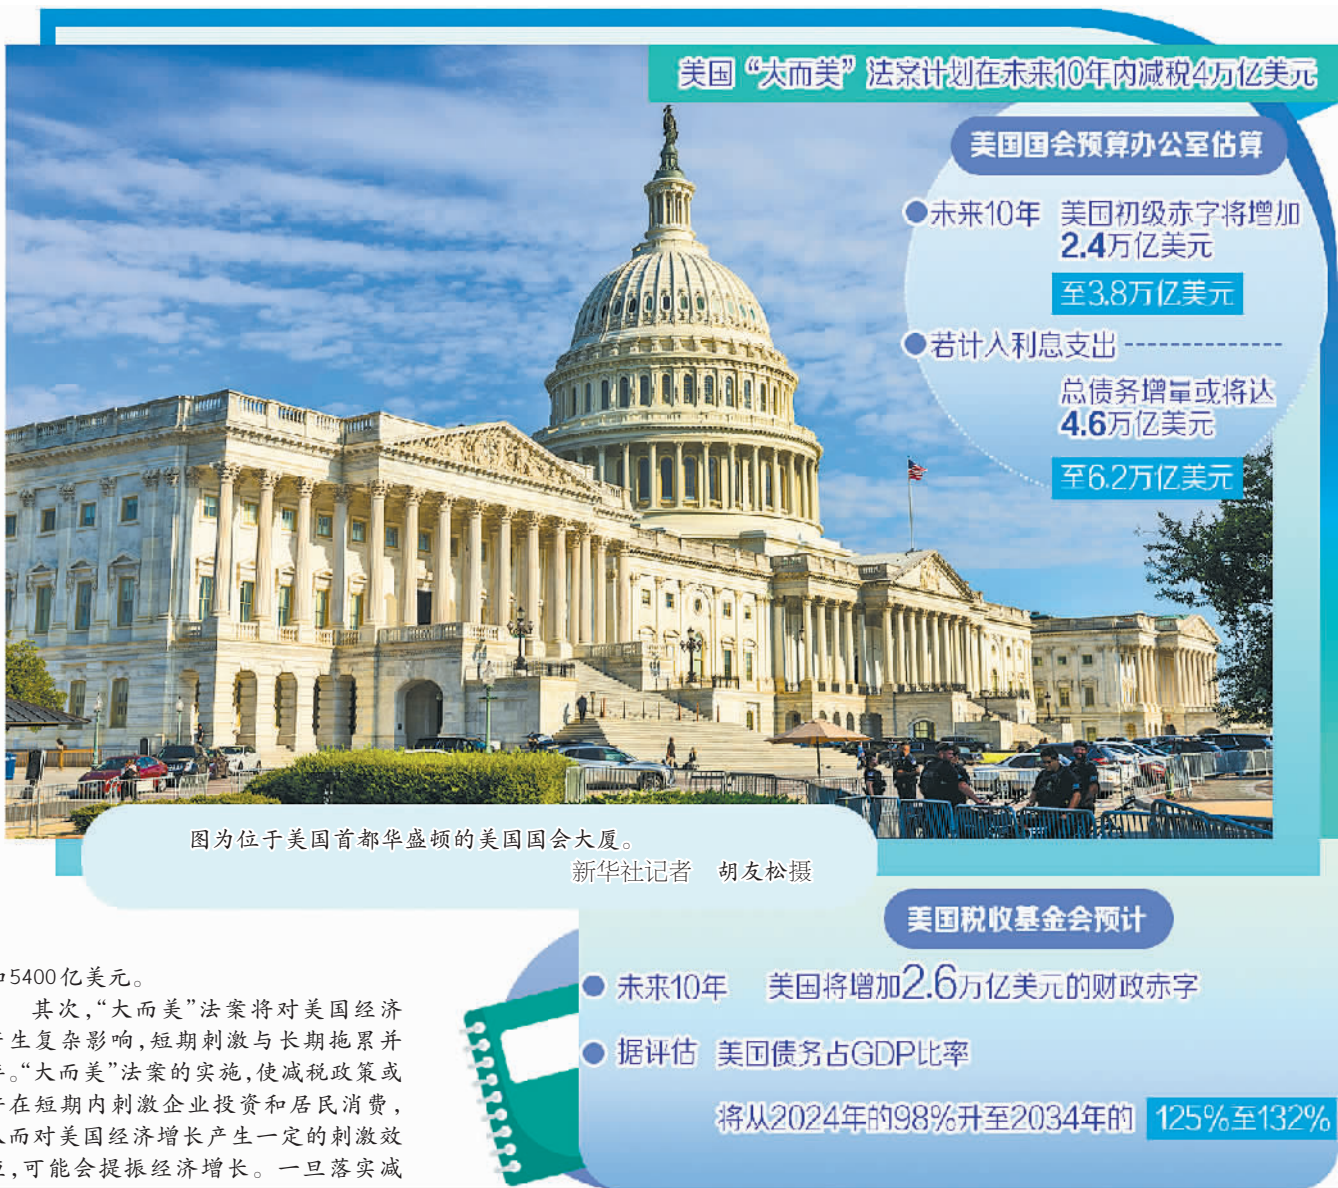 美国“大而美”法案计划在未来10年内减税4万亿美元
美国国会预算办公室估算
未来10年 美国初级赤字将增加
2.4万亿美元
至3.8万亿美元
若计入利息支出
总债务增量或将达
4.6万亿美元
至6.2万亿美元
图为位于美国首都华盛顿的美国国会大厦。
新华社记者 胡友松摄
美国税收基金会预计
未来10年 美国将增加2.6万亿美元的财政赤字
据评估 美国债务占GDP比率
将从2024年的98%升至2034年的 125%至132%
5400亿美元。
其次,“大而美”法案将对美国经济
生复杂影响,短期刺激与长期拖累并
。“大而美”法案的实施,使减税政策或
在短期内刺激企业投资和居民消费,
而对美国经济增长产生一定的刺激效
,可能会提振经济增长。一旦落实减